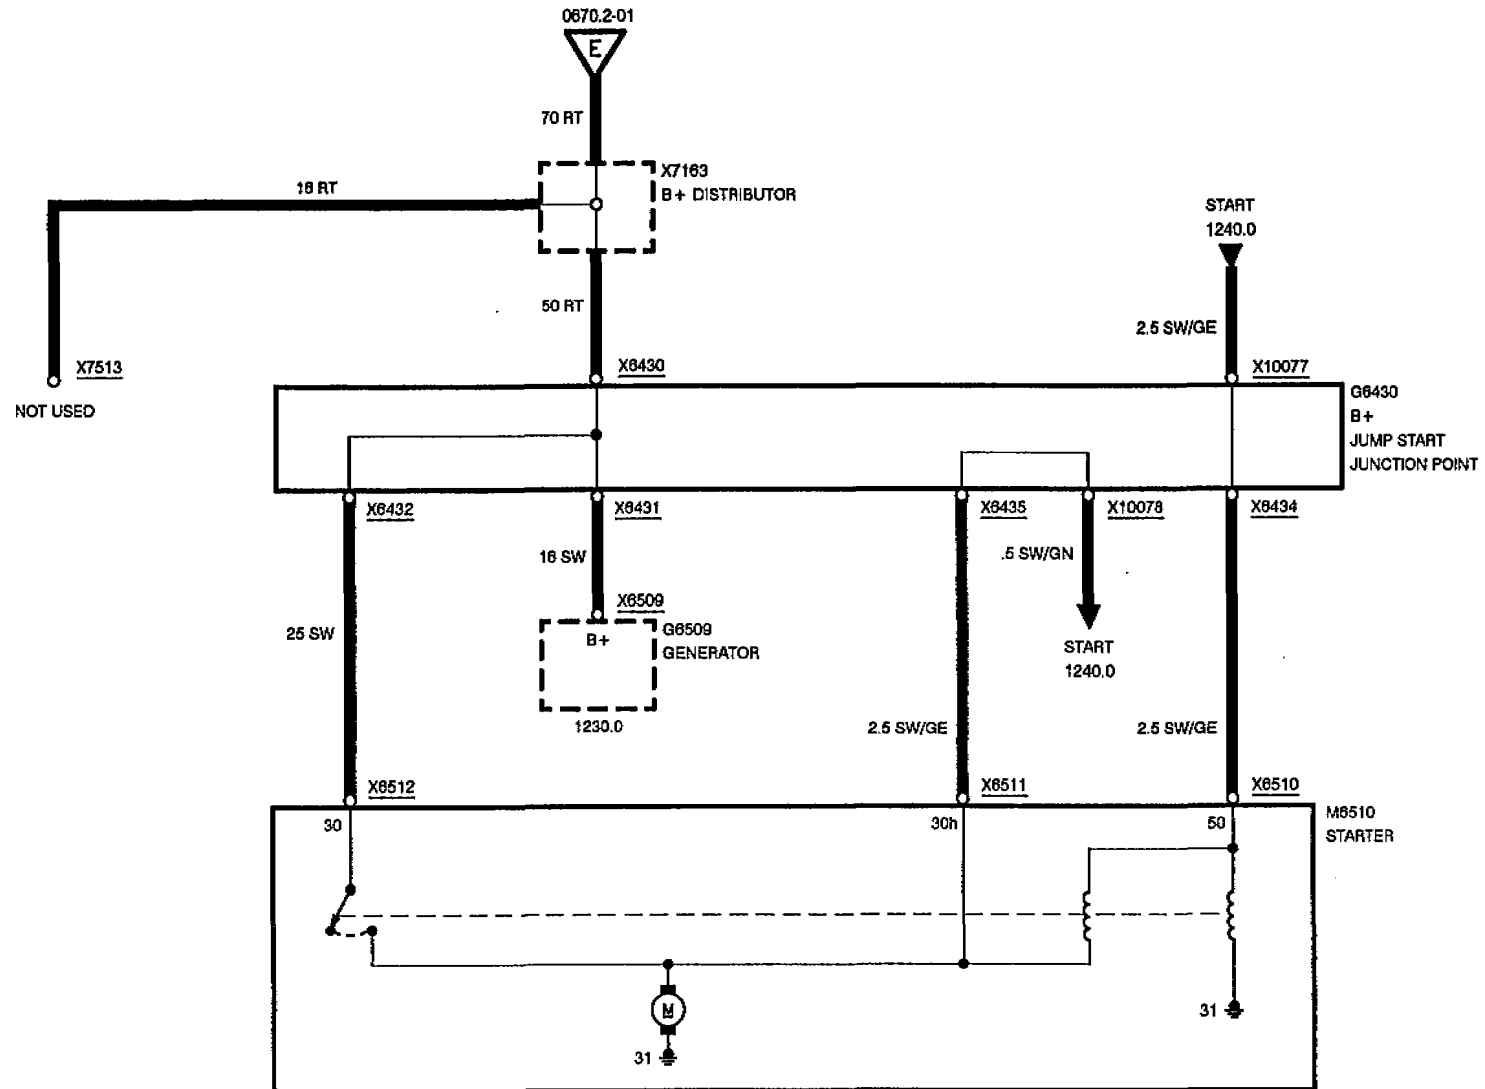 0670.2-01
E
70 RT
X7163
B+ DISTRIBUTOR
16 RT
START
1240.0
50 RT
2.5 SW/GE
X7513
X6430
X10077
NOT USED
G6430
B+
JUMP START
JUNCTION POINT
X6432
X6431
X6435
X10078
X6434
16 SW
.5 SW/GN
X6509
25 SW
B+
G6509
GENERATOR
START
1240.0
1230.0
2.5 SW/GE
2.5 SW/GE
X6512
X6511
X6510
30
30h
50
M6510
STARTER
M
31
31